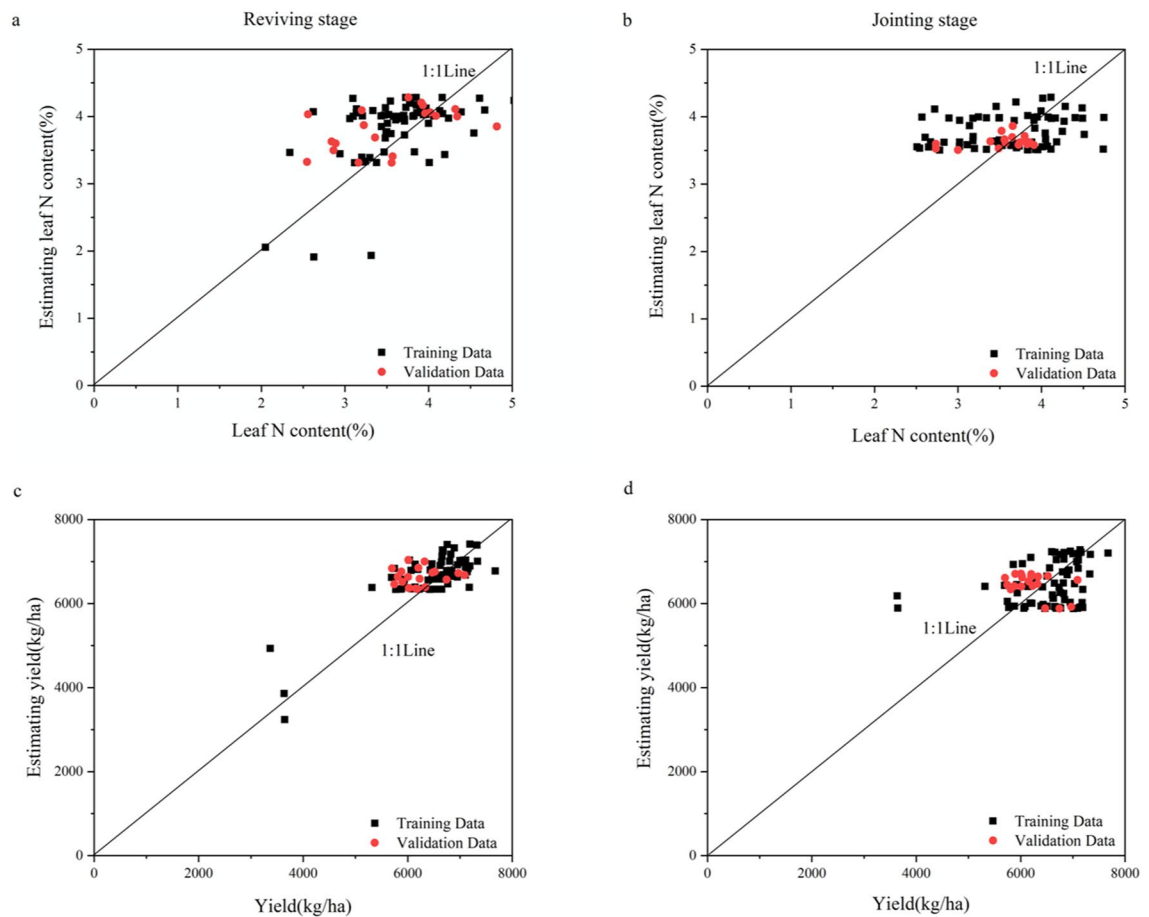 a
Reviving stage
5
4
3
2
1
0
Estimating leaf N content(%)
1:1Line
Training Data
Validation Data
0 1 2 3 4 5
Leaf N content(%)
b
Jointing stage
5
4
3
2
1
0
Estimating leaf N content(%)
1:1Line
Training Data
Validation Data
0 1 2 3 4 5
Leaf N content(%)
c
8000
6000
4000
2000
0
Estimating yield(kg/ha)
1:1Line
Training Data
Validation Data
0 2000 4000 6000 8000
Yield(kg/ha)
d
8000
6000
4000
2000
0
Estimating yield(kg/ha)
1:1Line
Training Data
Validation Data
0 2000 4000 6000 8000
Yield(kg/ha)